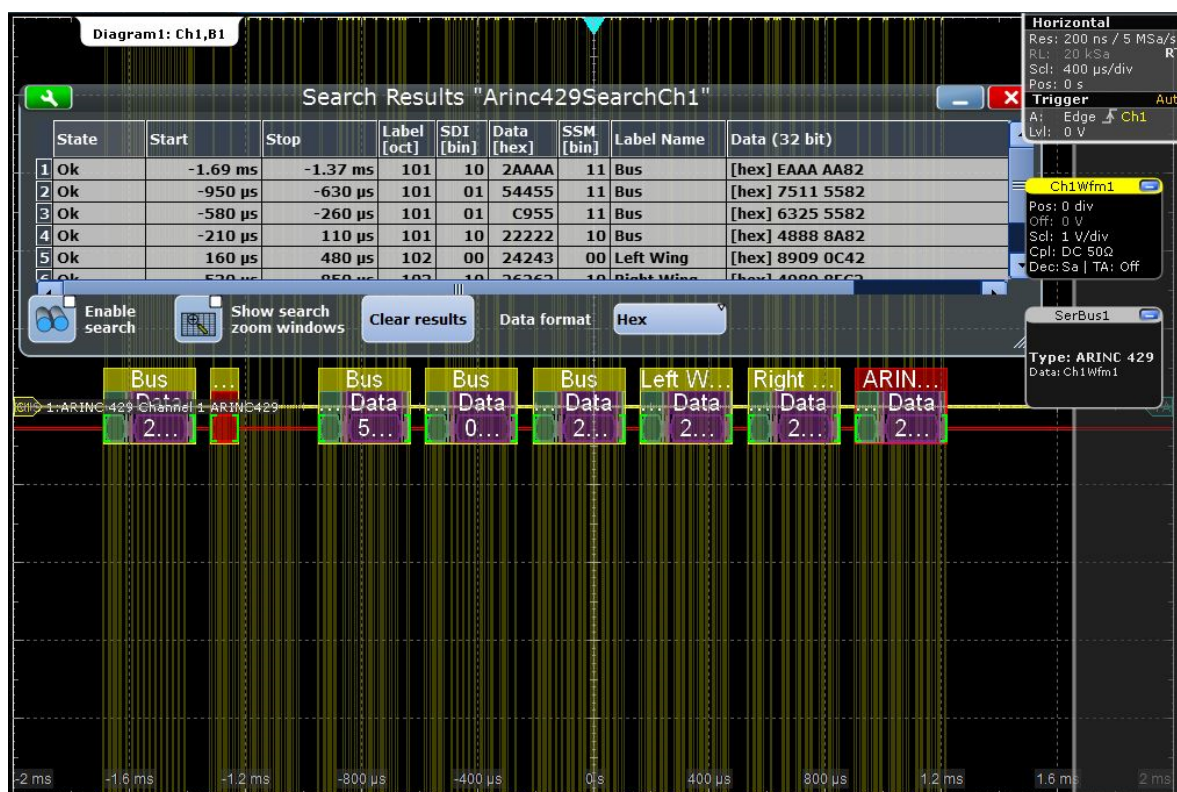 Diagram1: Ch1,B1
Horizontal
Res: 200 ns / 5 MSa/s
RL: 20 kSa
Scl: 400 µs/div
Pos: 0 s
Trigger Aut
A: Edge Ch1
Lvl: 0 V
Search Results "Arinc429SearchCh1"
State Start Stop Label [oct] SDI [bin] Data [hex] SSM [bin] Label Name Data (32 bit)
1 Ok -1.69 ms -1.37 ms 101 10 2AAAA 11 Bus [hex] EAAA AA82
2 Ok -950 µs -630 µs 101 01 54455 11 Bus [hex] 7511 5582
3 Ok -580 µs -260 µs 101 01 C955 11 Bus [hex] 6325 5582
4 Ok -210 µs 110 µs 101 10 22222 10 Bus [hex] 4888 8A82
5 Ok 160 µs 480 µs 102 00 24243 00 Left Wing [hex] 8909 0C42
Enable search
Show search zoom windows
Clear results
Data format
Hex
Ch1Wfm1
Pos: 0 div
Off: 0 V
Scl: 1 V/div
Cpl: DC 50Ω
Dec: Sa | TA: Off
SerBus1
Type: ARINC 429
Data: Ch1Wfm1
Bus ... Bus Bus Bus Left W... Right ... ARIN...
Data ... Data ... Data ... Data ... Data ... Data ... Data
1:ARINC 429 Channel 1 ARINC429
2... 5... 0... 2... 2... 2... 2...
-2 ms -1.6 ms -1.2 ms -800 µs -400 µs 0 s 400 µs 800 µs 1.2 ms 1.6 ms 2 ms